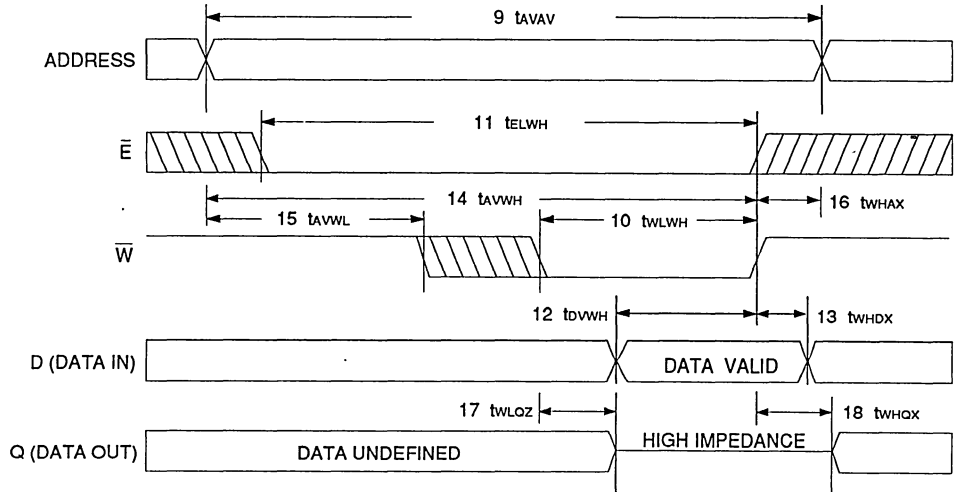 9 tAVAV
ADDRESS
11 tELWH
E̅
14 tAVWH
16 tWHAX
15 tAVWL
10 tWLWH
W̅
12 tDVWH
13 tWHDX
D (DATA IN)
DATA VALID
17 tWLQZ
18 tWHQX
Q (DATA OUT)
DATA UNDEFINED
HIGH IMPEDANCE